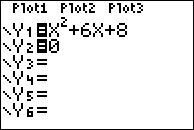 Plot1 Plot2 Plot3
\Y₁=X²+6X+8
\Y₂=0
\Y₃=
\Y₄=
\Y₅=
\Y₆=